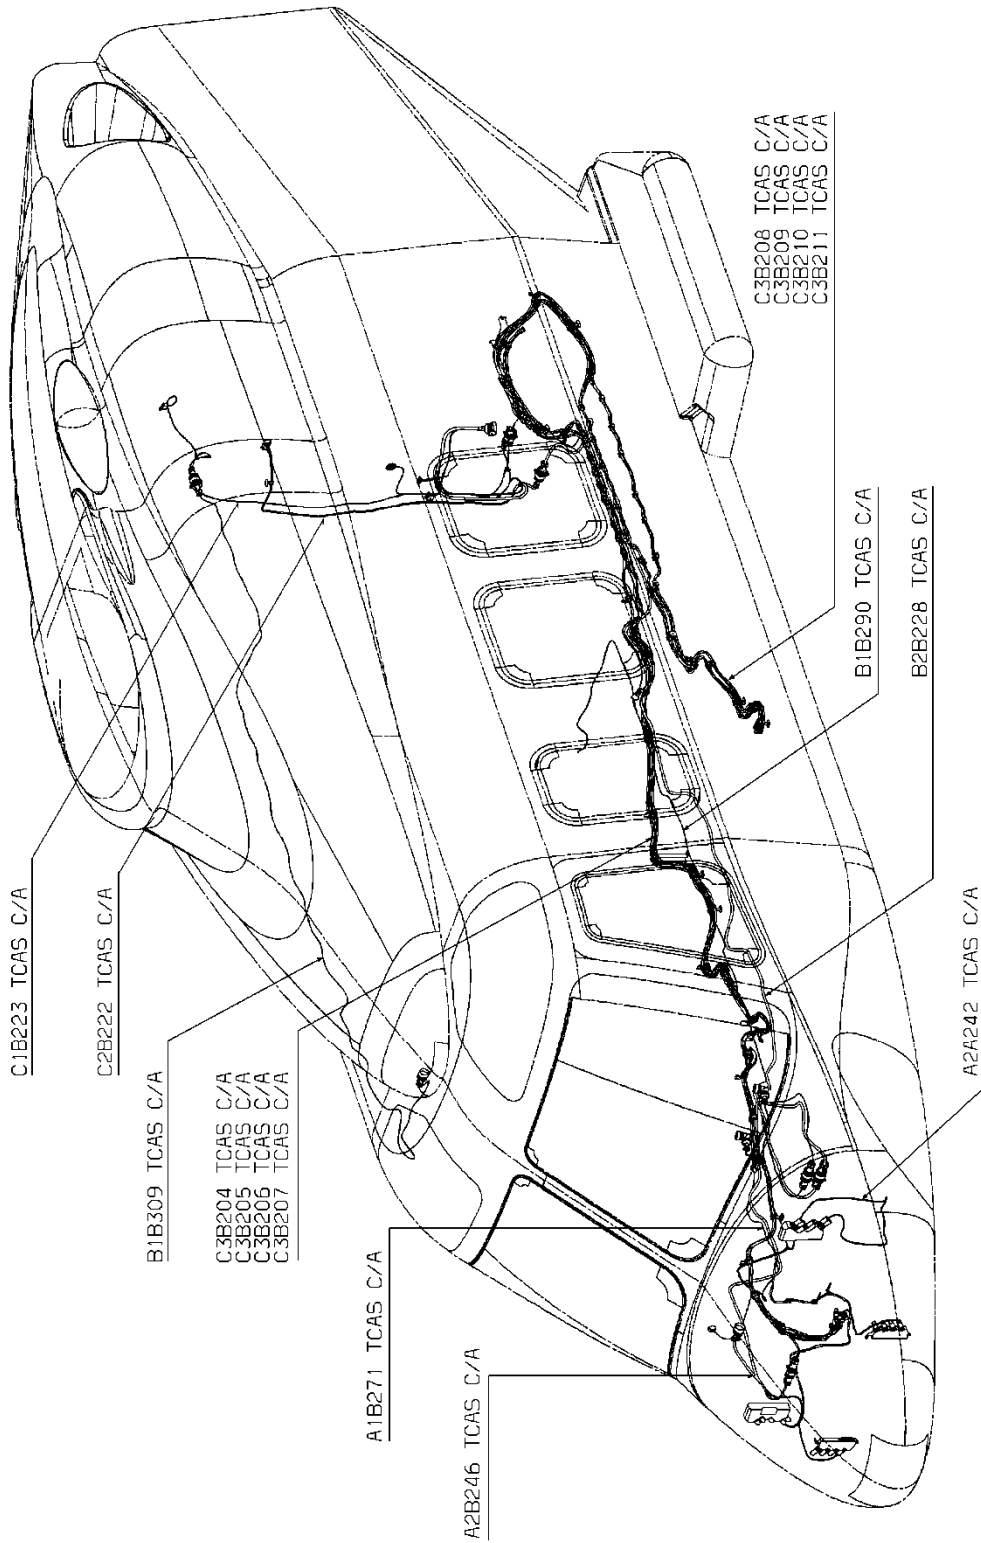 C1B223 TCAS C/A
C2B222 TCAS C/A
B1B309 TCAS C/A
C3B204 TCAS C/A
C3B205 TCAS C/A
C3B206 TCAS C/A
C3B207 TCAS C/A
A1B271 TCAS C/A
A2B246 TCAS C/A
C3B208 TCAS C/A
C3B209 TCAS C/A
C3B210 TCAS C/A
C3B211 TCAS C/A
B1B290 TCAS C/A
B2B228 TCAS C/A
A2A242 TCAS C/A